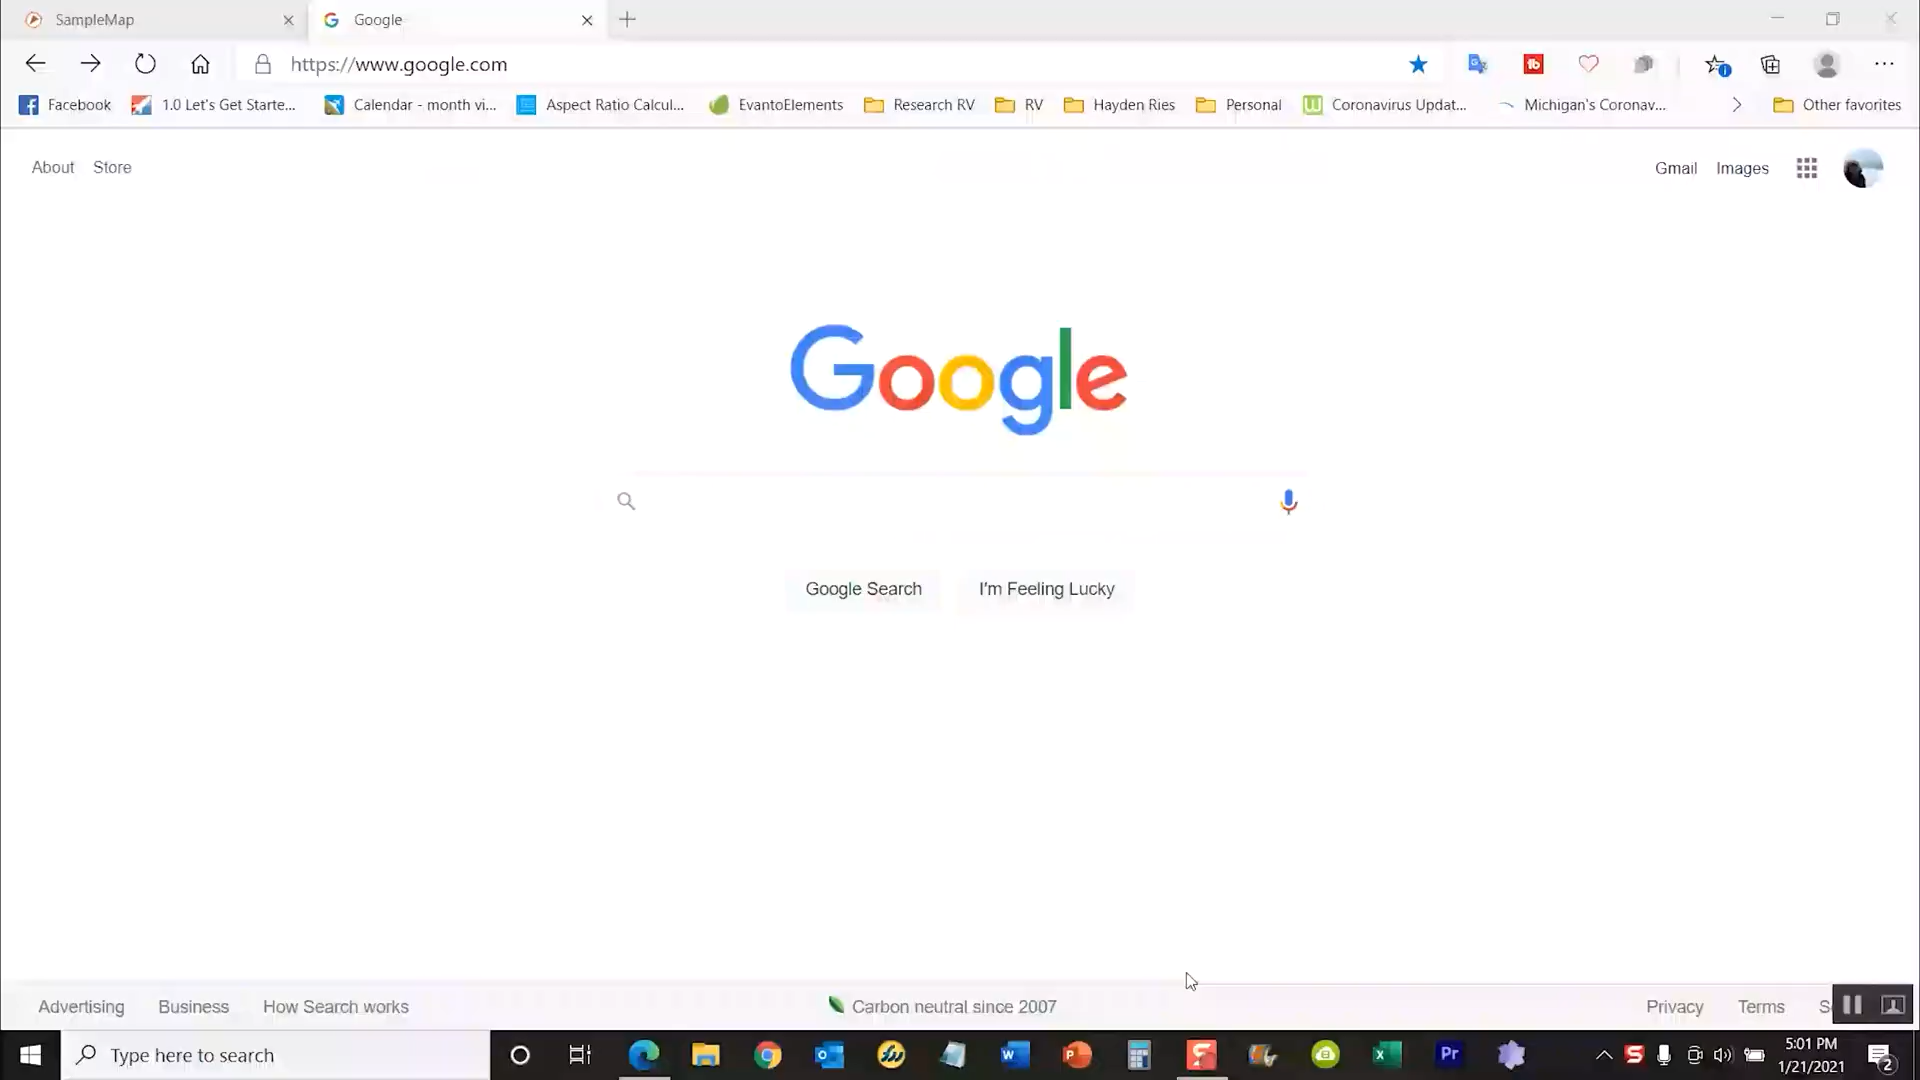 SampleMap
Google
https://www.google.com
Facebook
1.0 Let's Get Starte...
Calendar - month vi...
Aspect Ratio Calcul...
EvantoElements
Research RV
RV
Hayden Ries
Personal
Coronavirus Updat...
Michigan's Coronav...
Other favorites
About
Store
Gmail
Images
Google
Google Search
I'm Feeling Lucky
Advertising
Business
How Search works
Carbon neutral since 2007
Privacy
Terms
Type here to search
5:01 PM
1/21/2021
2